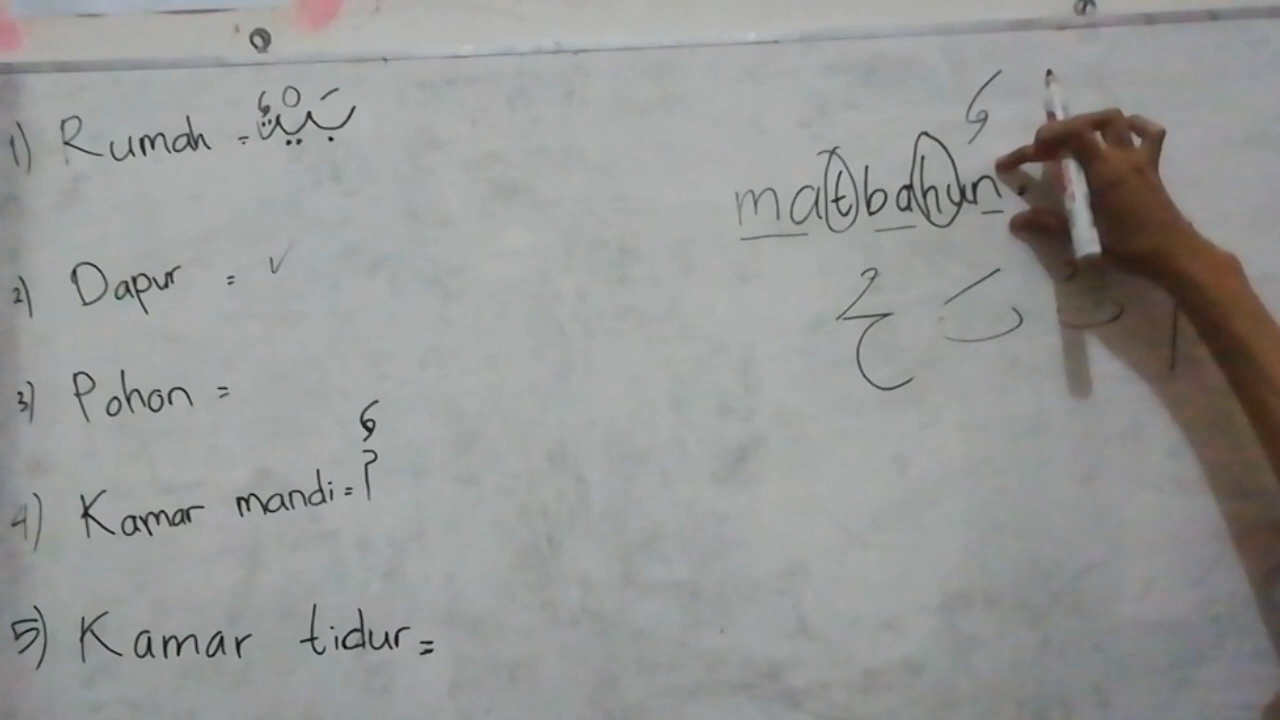 1) Rumah = بَيْتٌ
2) Dapur = ✓
3) Pohon =
4) Kamar mandi = ?
5) Kamar tidur =
matbahun